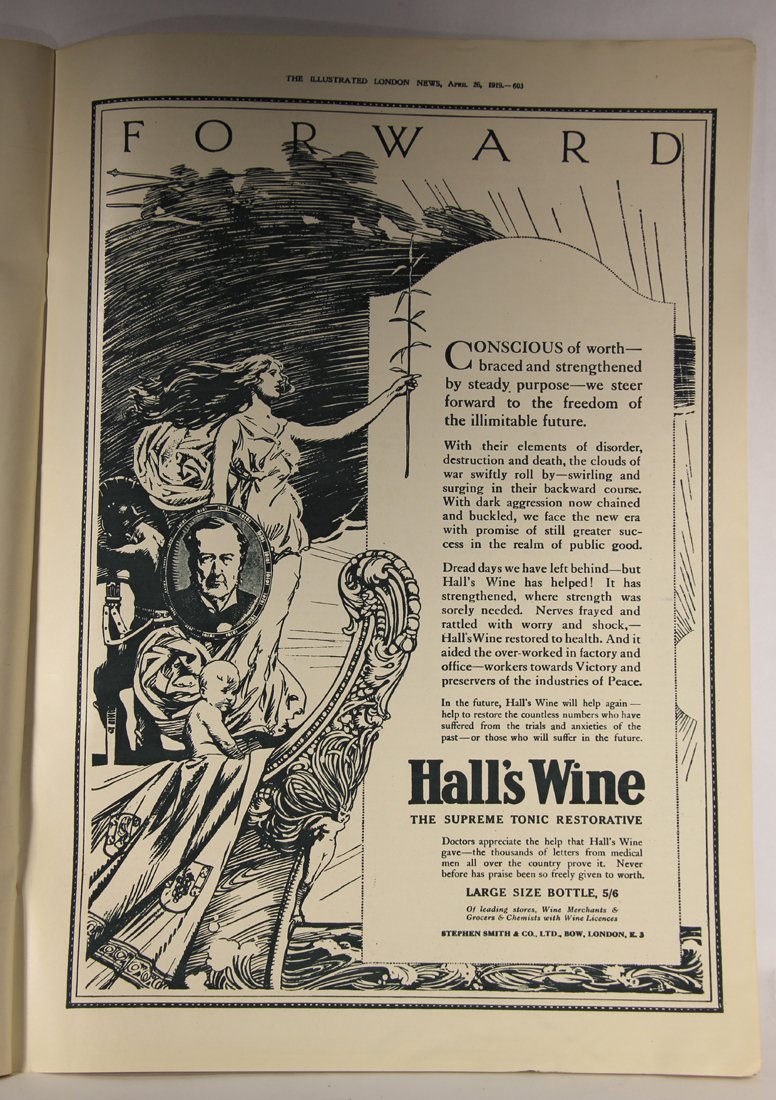 THE ILLUSTRATED LONDON NEWS, APRIL 26, 1919.—603
FORWARD
CONSCIOUS of worth—
braced and strengthened
by steady purpose—we steer
forward to the freedom of
the illimitable future.
With their elements of disorder,
destruction and death, the clouds of
war swiftly roll by—swirling and
surging in their backward course.
With dark aggression now chained
and buckled, we face the new era
with promise of still greater suc-
cess in the realm of public good.
Dread days we have left behind—but
Hall's Wine has helped! It has
strengthened, where strength was
sorely needed. Nerves frayed and
rattled with worry and shock,—
Hall's Wine restored to health. And it
aided the over-worked in factory and
office—workers towards Victory and
preservers of the industries of Peace.
In the future, Hall's Wine will help again—
help to restore the countless numbers who have
suffered from the trials and anxieties of the
past—or those who will suffer in the future.
Hall's Wine
THE SUPREME TONIC RESTORATIVE
Doctors appreciate the help that Hall's Wine
gave—the thousands of letters from medical
men all over the country prove it. Never
before has praise been so freely given to worth.
LARGE SIZE BOTTLE, 5/6
Of leading stores, Wine Merchants &
Grocers & Chemists with Wine Licences
STEPHEN SMITH & CO., LTD., BOW, LONDON, E. 3